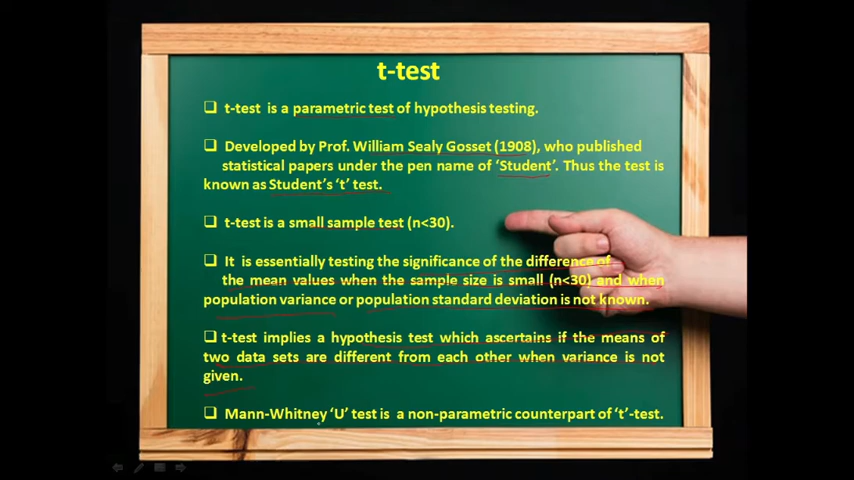 t-test
t-test is a parametric test of hypothesis testing.
Developed by Prof. William Sealy Gosset (1908), who published
statistical papers under the pen name of ‘Student’. Thus the test is
known as Student’s ‘t’ test.
t-test is a small sample test (n<30).
It is essentially testing the significance of the difference of
the mean values when the sample size is small (n<30) and when
population variance or population standard deviation is not known.
t-test implies a hypothesis test which ascertains if the means of
two data sets are different from each other when variance is not
given.
Mann-Whitney ‘U’ test is a non-parametric counterpart of ‘t’-test.